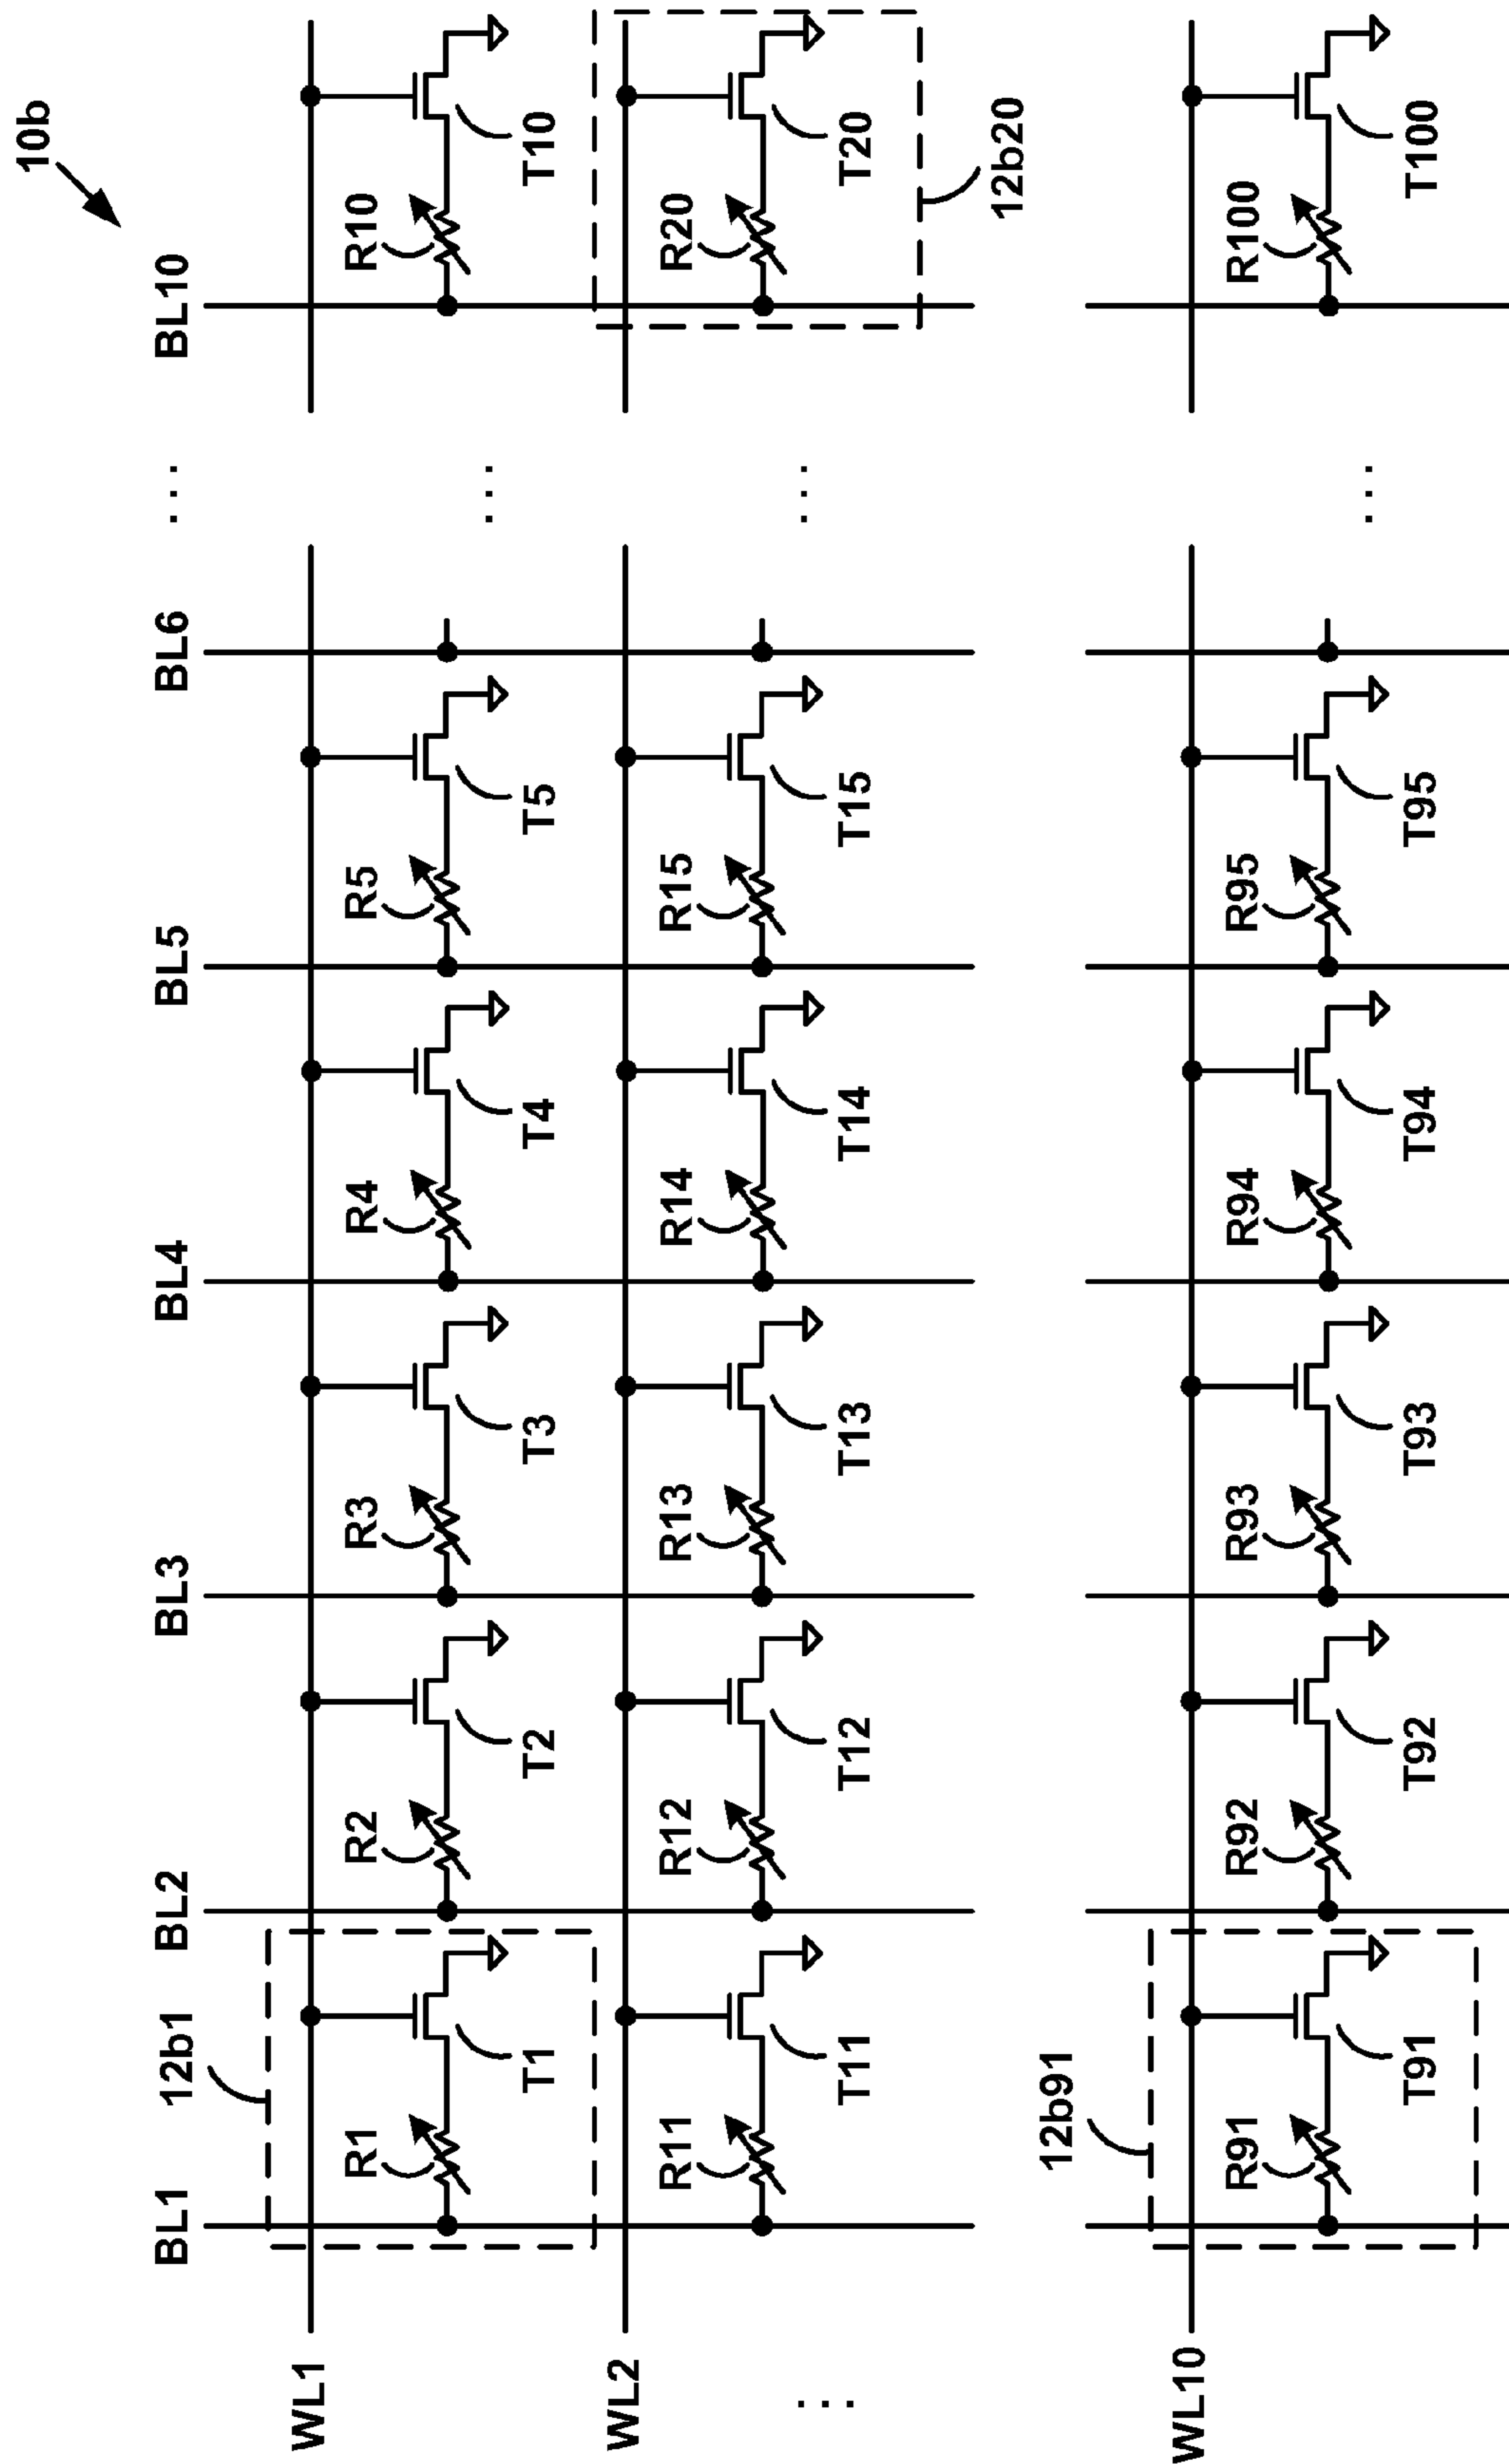 10b
BL1 BL2 BL3 BL4 BL5 BL6 ... BL10
12b1
WL1
R1 R2 R3 R4 R5 R10
T1 T2 T3 T4 T5 ... T10
WL2
R11 R12 R13 R14 R15 R20
T11 T12 T13 T14 T15 ... T20
...
12b20
12b91
WL10
R91 R92 R93 R94 R95 R100
T91 T92 T93 T94 T95 ... T100